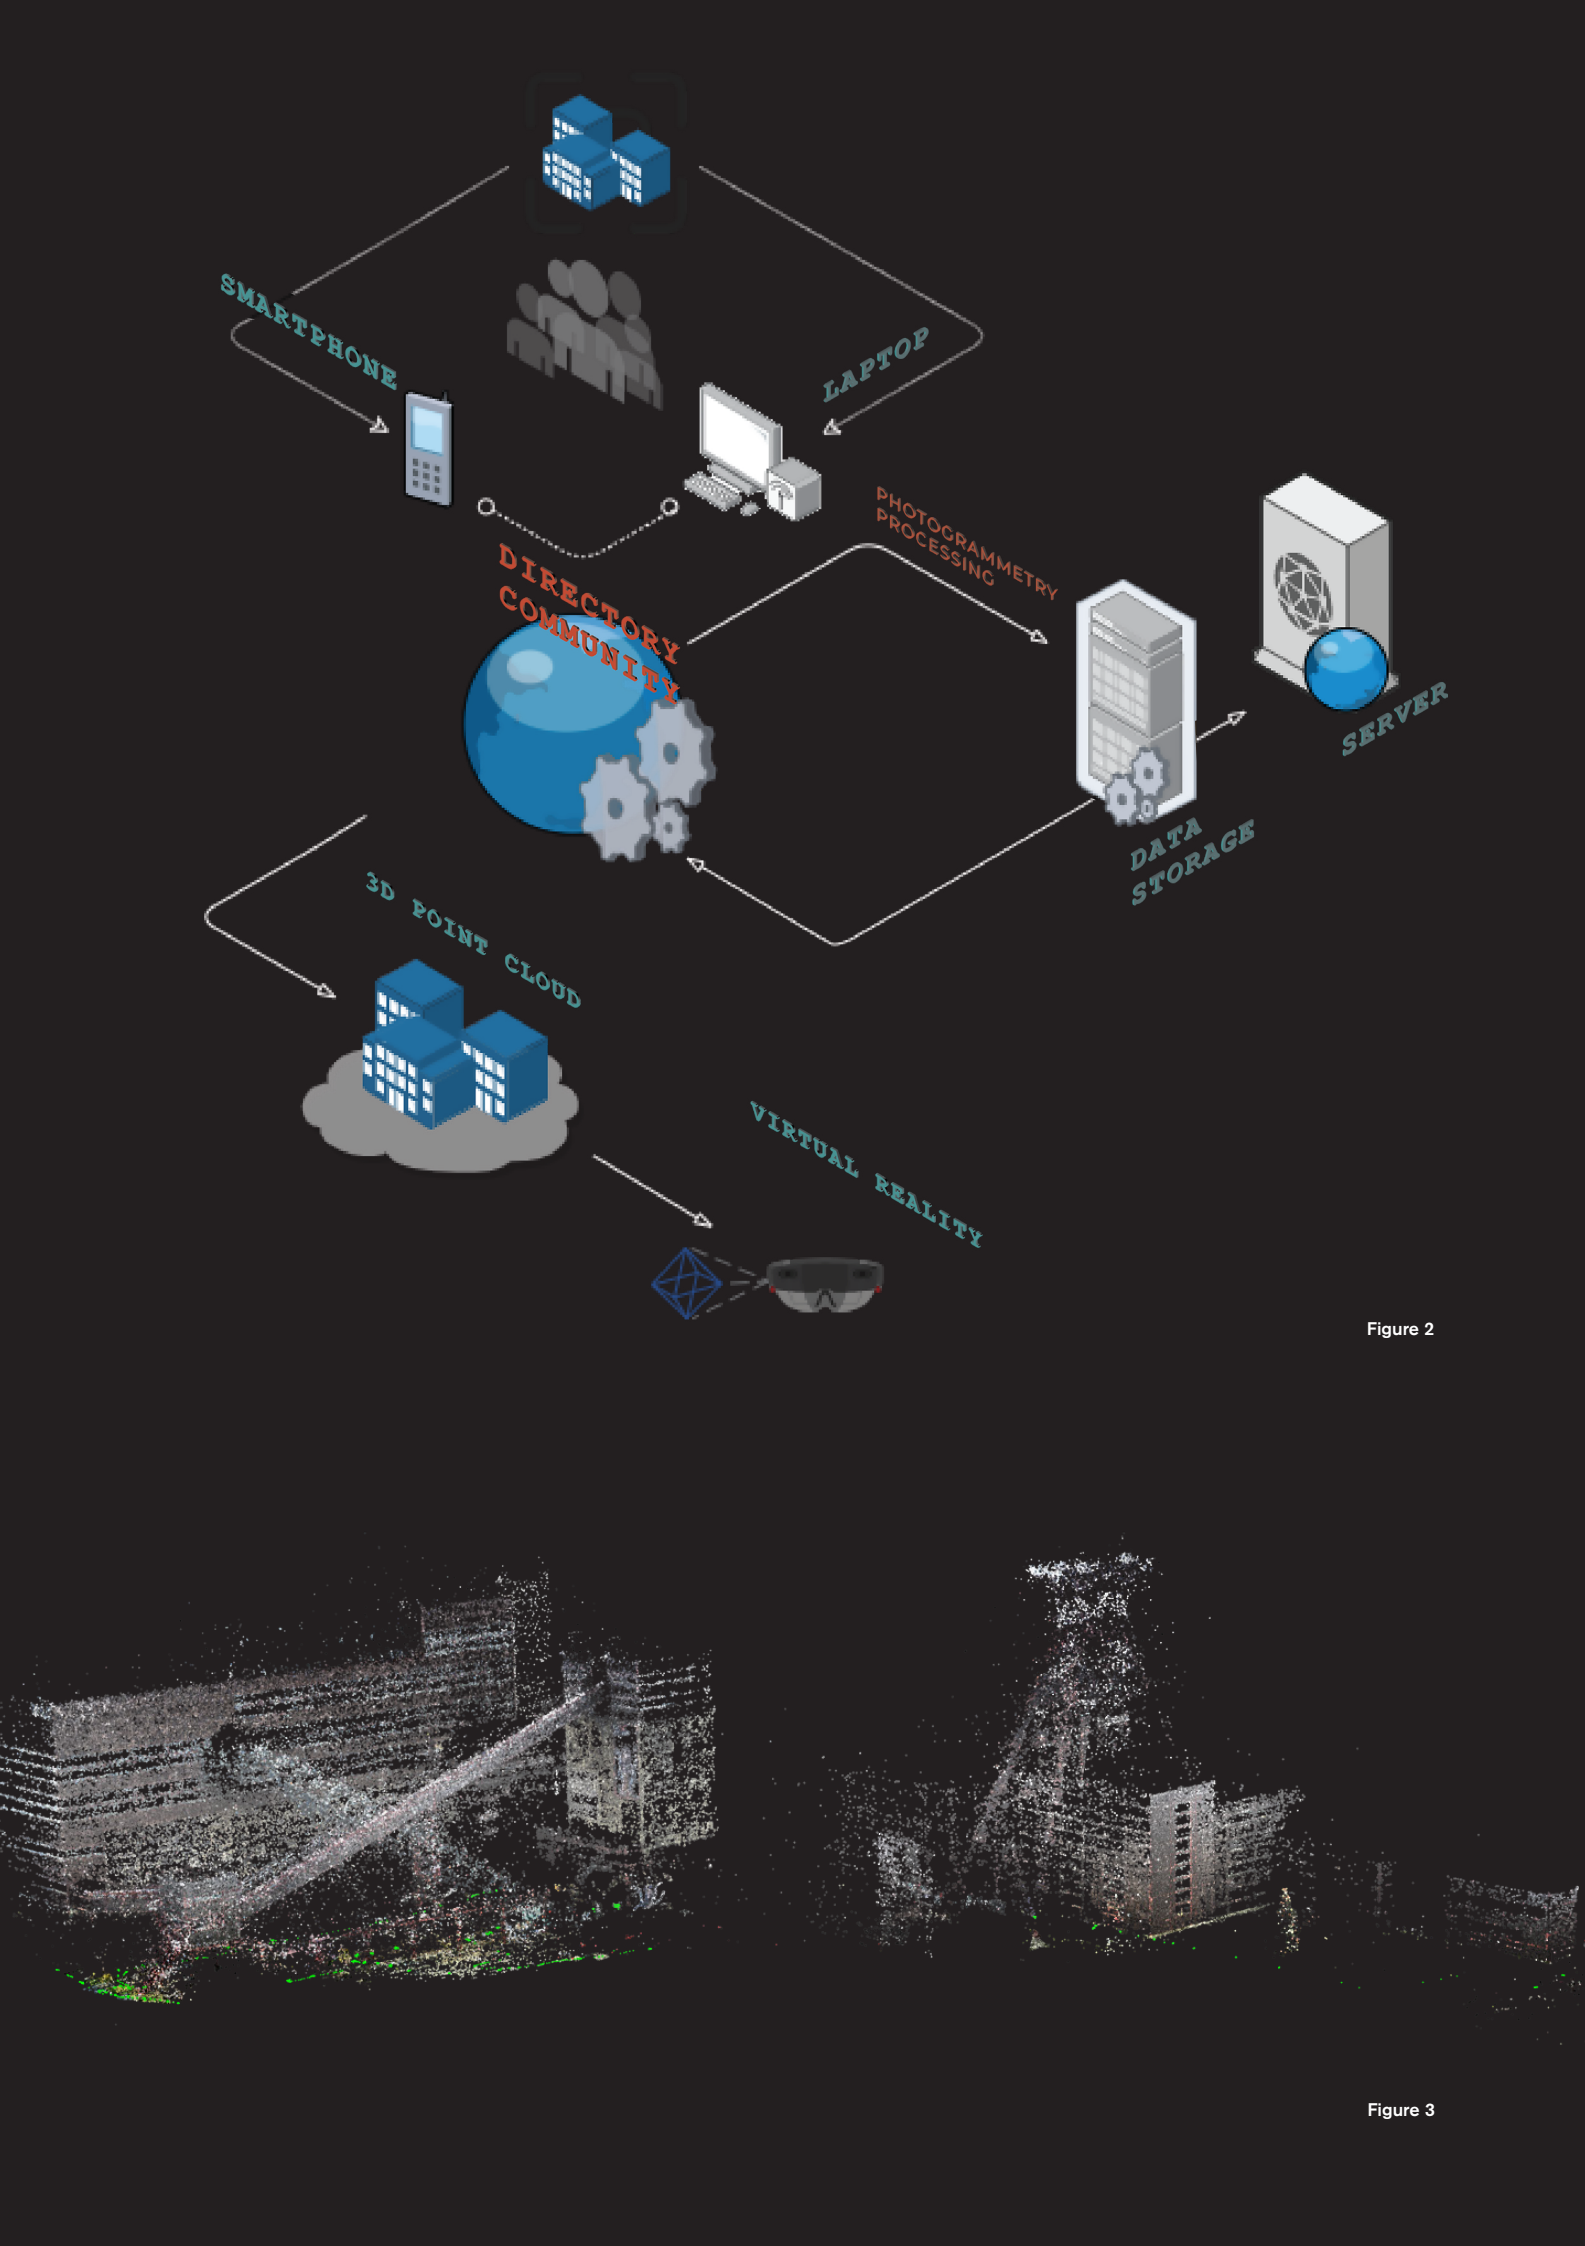 SMARTPHONE
LAPTOP
PHOTOGRAMMETRY
PROCESSING
DIRECTORY
COMMUNITY
SERVER
DATA
STORAGE
3D POINT CLOUD
VIRTUAL REALITY
Figure 2
Figure 3